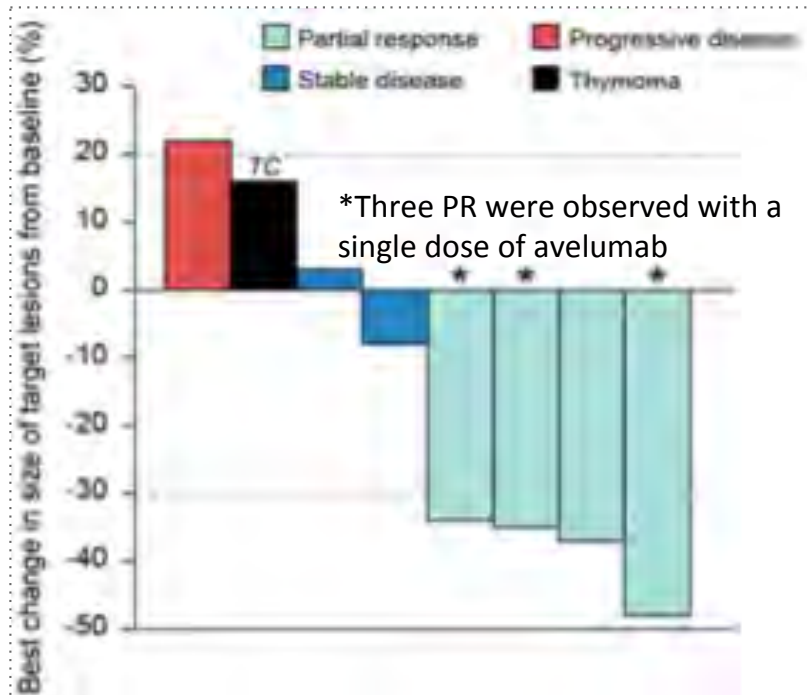 Best change in size of target lesions from baseline (%)
Partial response
Progressive disease
Stable disease
Thymoma
30
20
10
0
-10
-20
-30
-40
-50
TC
*Three PR were observed with a
single dose of avelumab
* * *